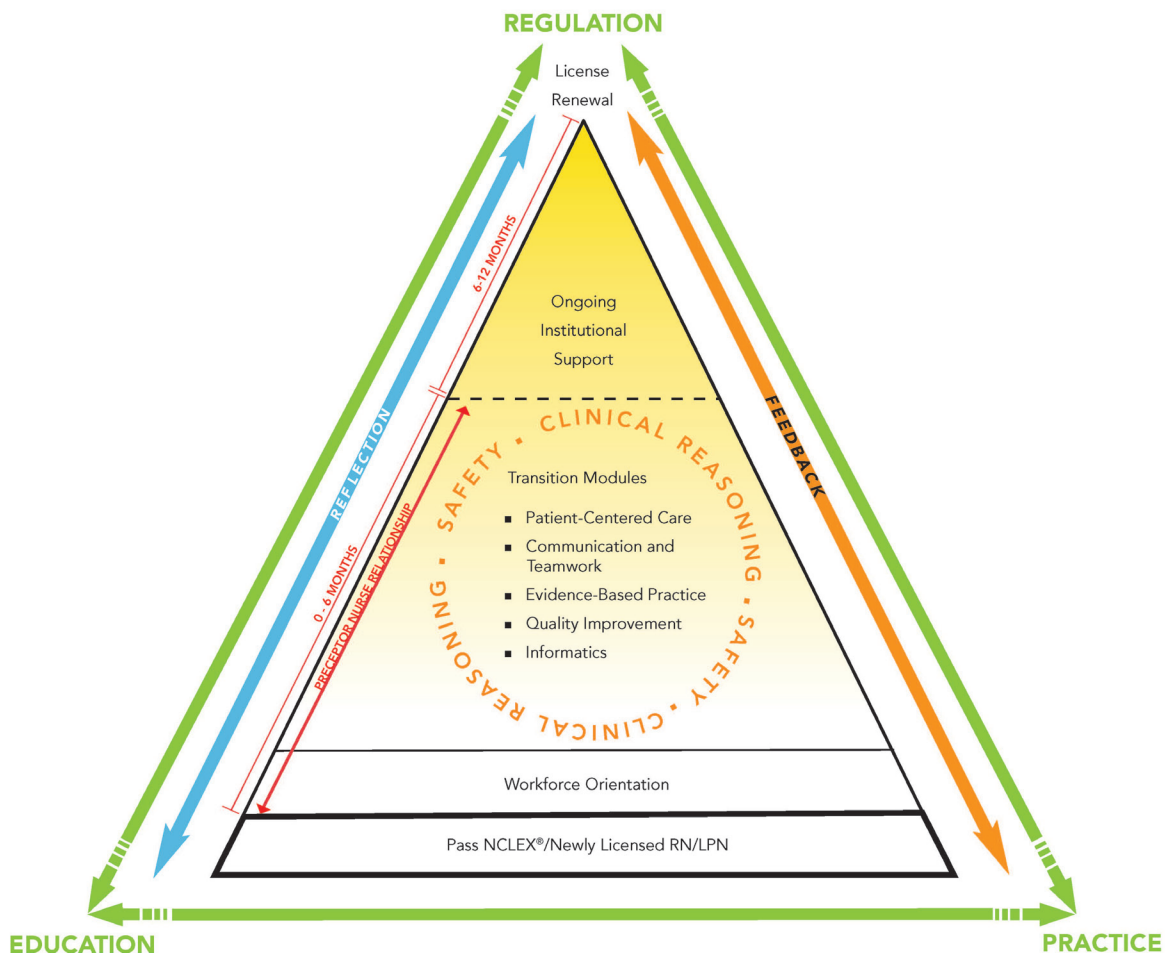 REGULATION
License
Renewal
6-12 MONTHS
Ongoing
Institutional
Support
REFLECTION
FEEDBACK
0 - 6 MONTHS
PRECEPTOR NURSE RELATIONSHIP
SAFETY ▪ CLINICAL REASONING ▪ SAFETY ▪ CLINICAL REASONING ▪
Transition Modules
▪ Patient-Centered Care
▪ Communication and
Teamwork
▪ Evidence-Based Practice
▪ Quality Improvement
▪ Informatics
Workforce Orientation
Pass NCLEX®/Newly Licensed RN/LPN
EDUCATION
PRACTICE